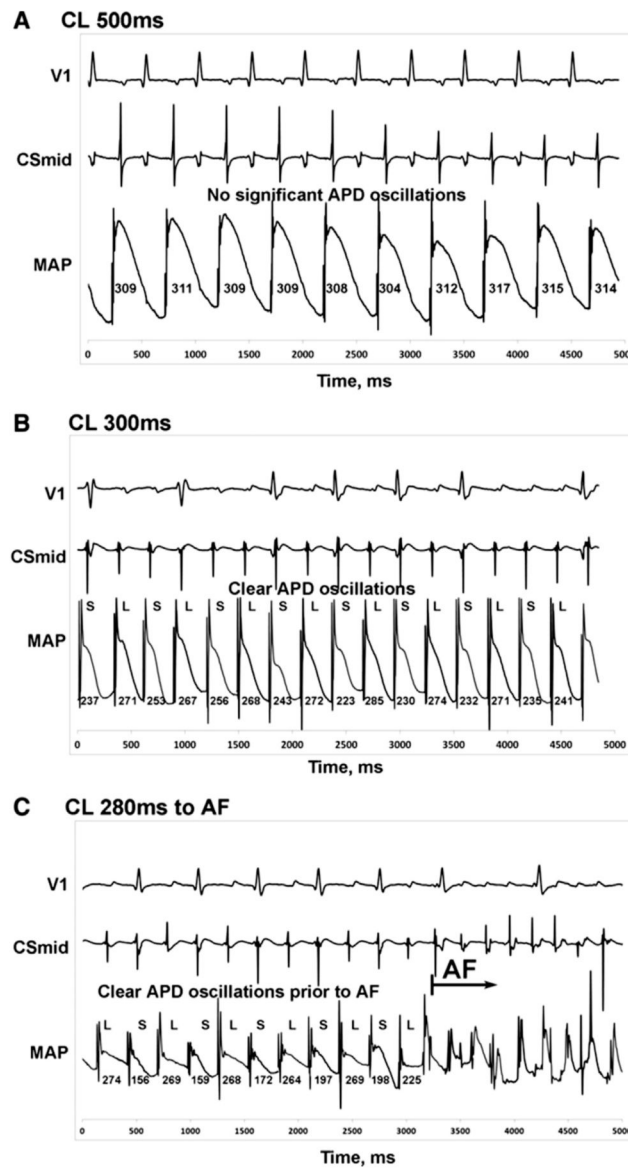 A CL 500ms
V1
CSmid
No significant APD oscillations
MAP
309 311 309 309 308 304 312 317 315 314
0 500 1000 1500 2000 2500 3000 3500 4000 4500 5000
Time, ms
B CL 300ms
V1
CSmid
Clear APD oscillations
S L S L S L S L S L S L S L S L
MAP
237 271 253 267 256 268 243 272 223 285 230 274 232 271 235 241
0 500 1000 1500 2000 2500 3000 3500 4000 4500 5000
Time, ms
C CL 280ms to AF
V1
CSmid
AF
Clear APD oscillations prior to AF
L S L S L S L S L S L
MAP
274 156 269 159 268 172 264 197 269 198 225
0 500 1000 1500 2000 2500 3000 3500 4000 4500 5000
Time, ms